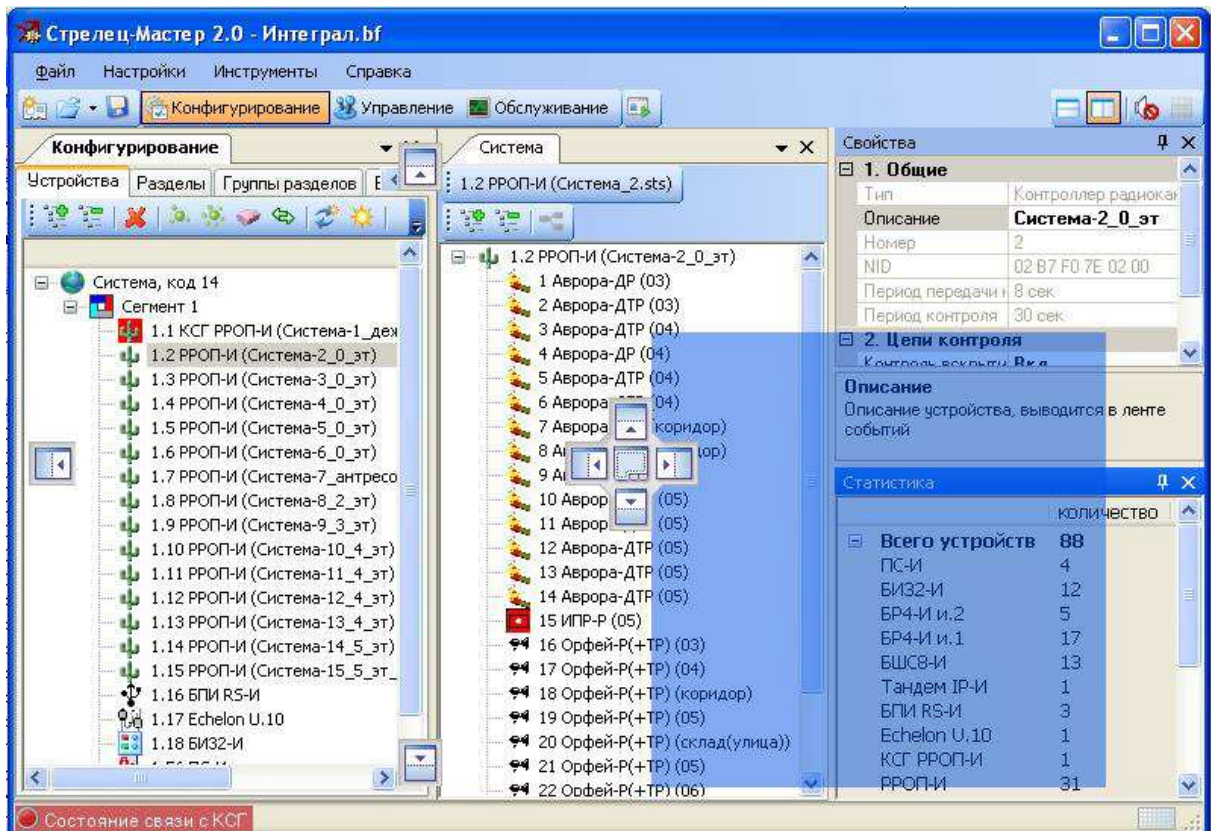 Стрелец-Мастер 2.0 - Интеграл.bf
Файл Настройки Инструменты Справка
Конфигурирование Управление Обслуживание
Конфигурирование
Устройства Разделы Группы разделов
Система, код 14
Сегмент 1
1.1 КСГ РРОП-И (Система-1_деж
1.2 РРОП-И (Система-2_0_эт)
1.3 РРОП-И (Система-3_0_эт)
1.4 РРОП-И (Система-4_0_эт)
1.5 РРОП-И (Система-5_0_эт)
1.6 РРОП-И (Система-6_0_эт)
1.7 РРОП-И (Система-7_антресо
1.8 РРОП-И (Система-8_2_эт)
1.9 РРОП-И (Система-9_3_эт)
1.10 РРОП-И (Система-10_4_эт)
1.11 РРОП-И (Система-11_4_эт)
1.12 РРОП-И (Система-12_4_эт)
1.13 РРОП-И (Система-13_4_эт)
1.14 РРОП-И (Система-14_5_эт)
1.15 РРОП-И (Система-15_5_эт_
1.16 БПИ RS-И
1.17 Echelon U.10
1.18 БИ32-И
Система
1.2 РРОП-И (Система_2.sts)
1.2 РРОП-И (Система-2_0_эт)
1 Аврора-ДР (03)
2 Аврора-ДТР (03)
3 Аврора-ДТР (04)
4 Аврора-ДР (04)
5 Аврора-ДТР (04)
6 Аврора 04)
7 Аврора коридор)
8 А дор)
9 А
10 Аврор (05)
11 Аврор (05)
12 Аврора-ДТР (05)
13 Аврора-ДТР (05)
14 Аврора-ДТР (05)
15 ИПР-Р (05)
16 Орфей-Р(+ТР) (03)
17 Орфей-Р(+ТР) (04)
18 Орфей-Р(+ТР) (коридор)
19 Орфей-Р(+ТР) (05)
20 Орфей-Р(+ТР) (склад(улица))
21 Орфей-Р(+ТР) (05)
22 Орфей-Р(+ТР) (06)
Свойства
1. Общие
Тип Контроллер радиокан
Описание Система-2_0_эт
Номер 2
NID 02 B7 F0 7E 02 00
Период передачи к 8 сек
Период контроля 30 сек
2. Цепи контроля
Контроль вскрыти Вкл
Описание
Описание устройства, выводится в ленте
событий
Статистика
количество
Всего устройств 88
ПС-И 4
БИ32-И 12
БР4-И и.2 5
БР4-И и.1 17
БШС8-И 13
Тандем IP-И 1
БПИ RS-И 3
Echelon U.10 1
КСГ РРОП-И 1
РРОП-И 31
Состояние связи с КСГ